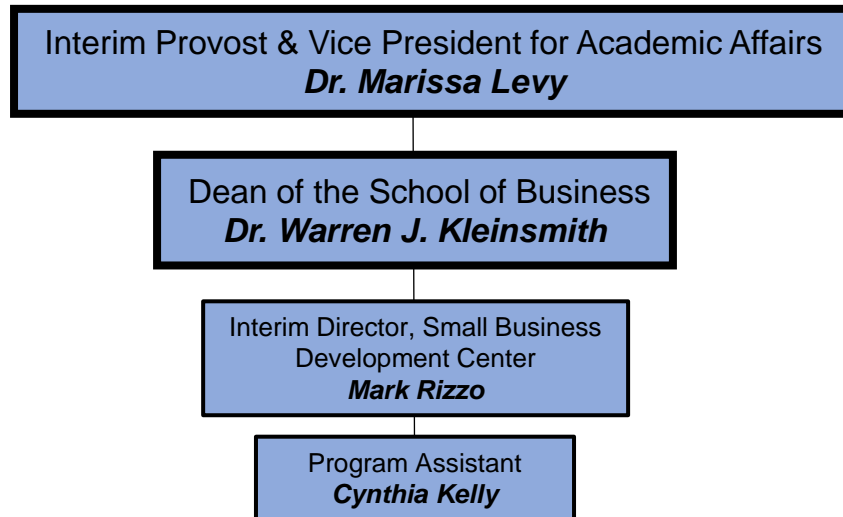 Interim Provost & Vice President for Academic Affairs
Dr. Marissa Levy
Dean of the School of Business
Dr. Warren J. Kleinsmith
Interim Director, Small Business
Development Center
Mark Rizzo
Program Assistant
Cynthia Kelly